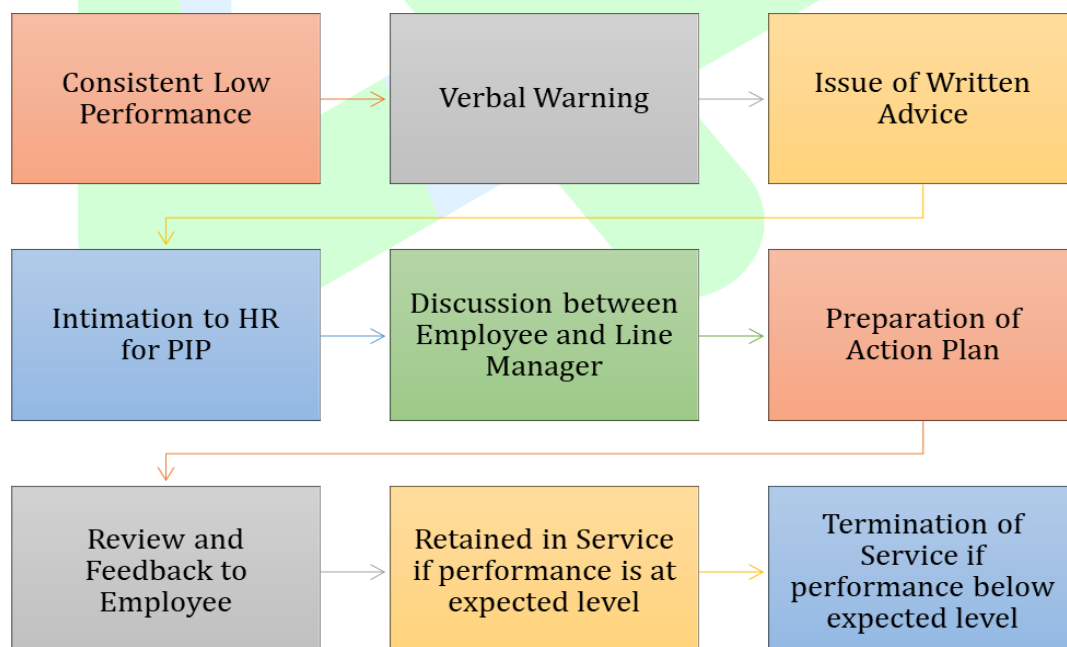 Consistent Low
Performance
Verbal Warning
Issue of Written
Advice
Intimation to HR
for PIP
Discussion between
Employee and Line
Manager
Preparation of
Action Plan
Review and
Feedback to
Employee
Retained in Service
if performance is at
expected level
Termination of
Service if
performance below
expected level